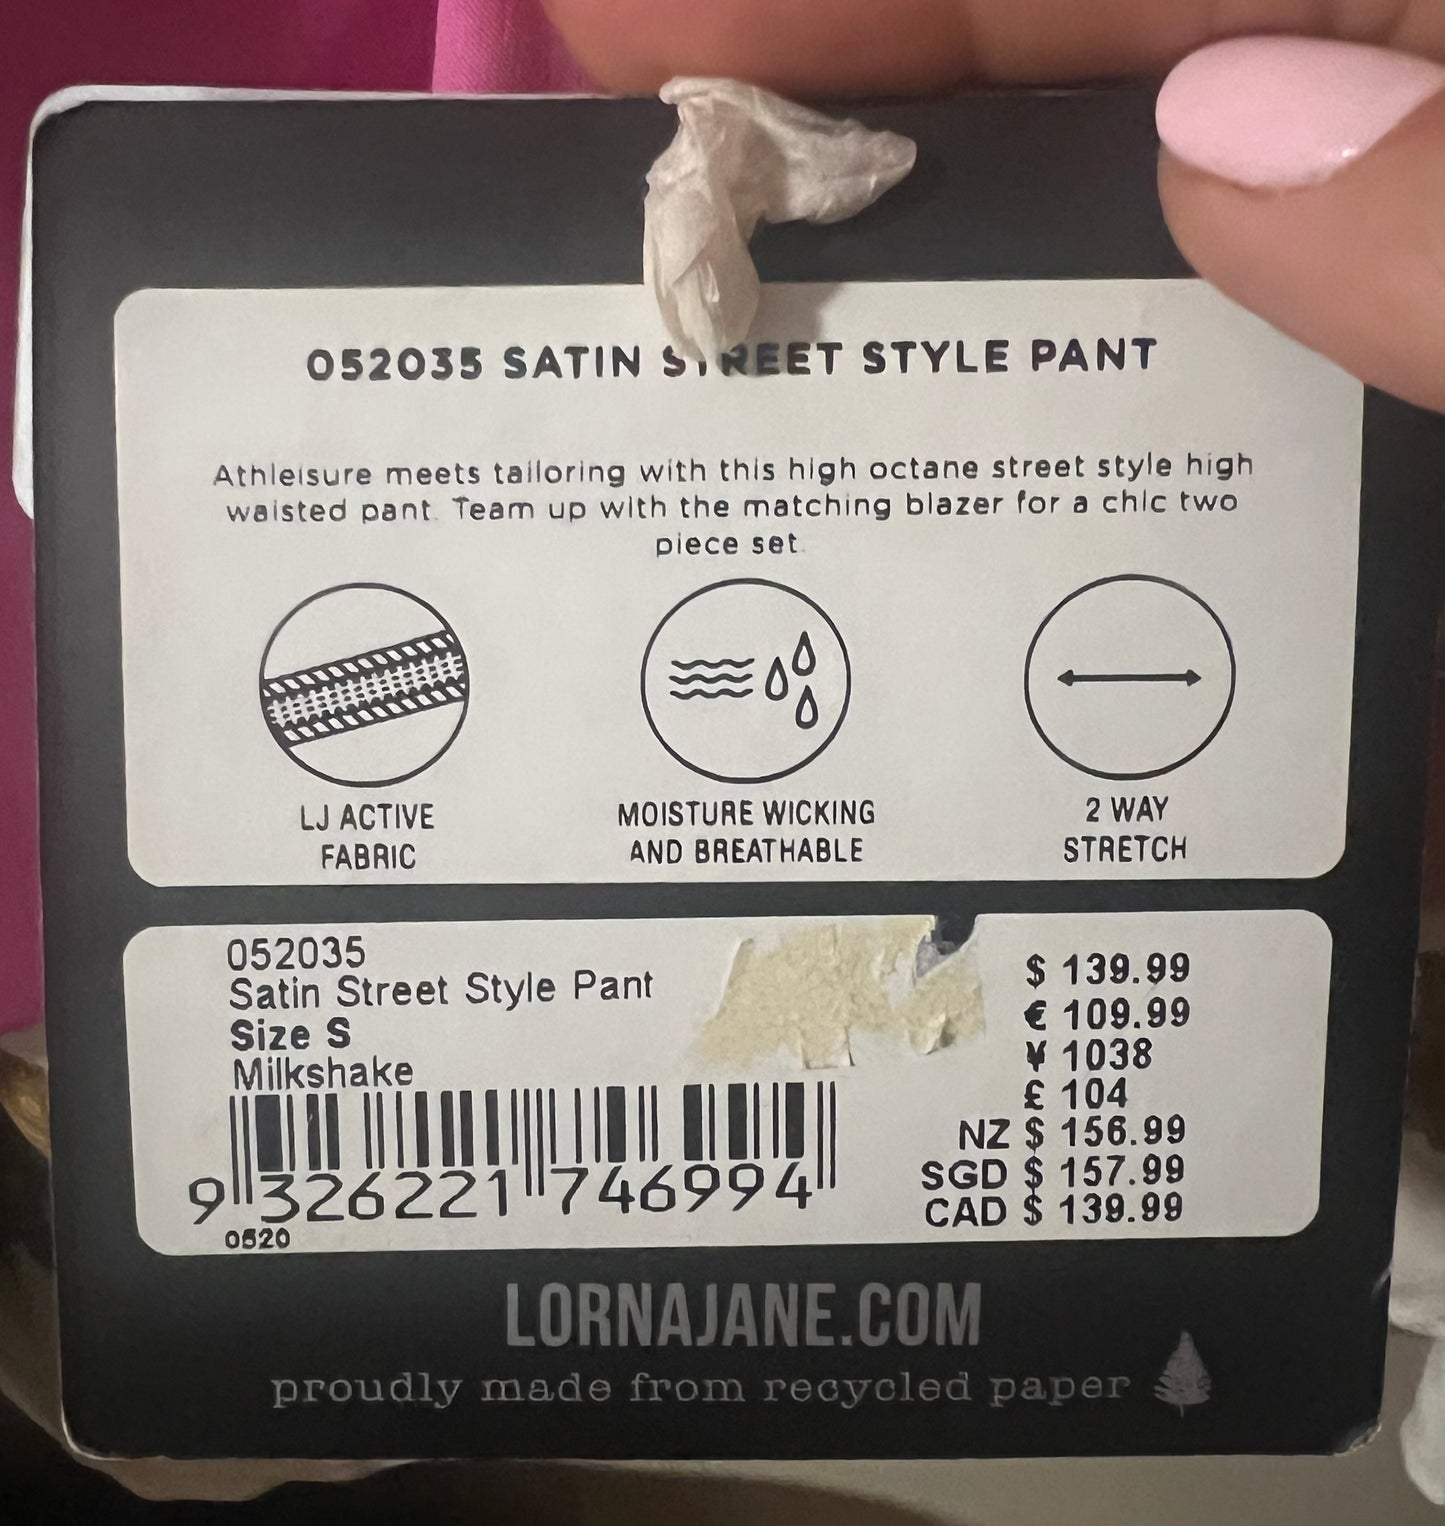 052035 SATIN STREET STYLE PANT
Athleisure meets tailoring with this high octane street style high
waisted pant. Team up with the matching blazer for a chic two
piece set.
LJ ACTIVE
FABRIC
MOISTURE WICKING
AND BREATHABLE
2 WAY
STRETCH
052035
Satin Street Style Pant
Size S
Milkshake
9 326221 746994
0520
$ 139.99
€ 109.99
¥ 1038
£ 104
NZ $ 156.99
SGD $ 157.99
CAD $ 139.99
LORNAJANE.COM
proudly made from recycled paper